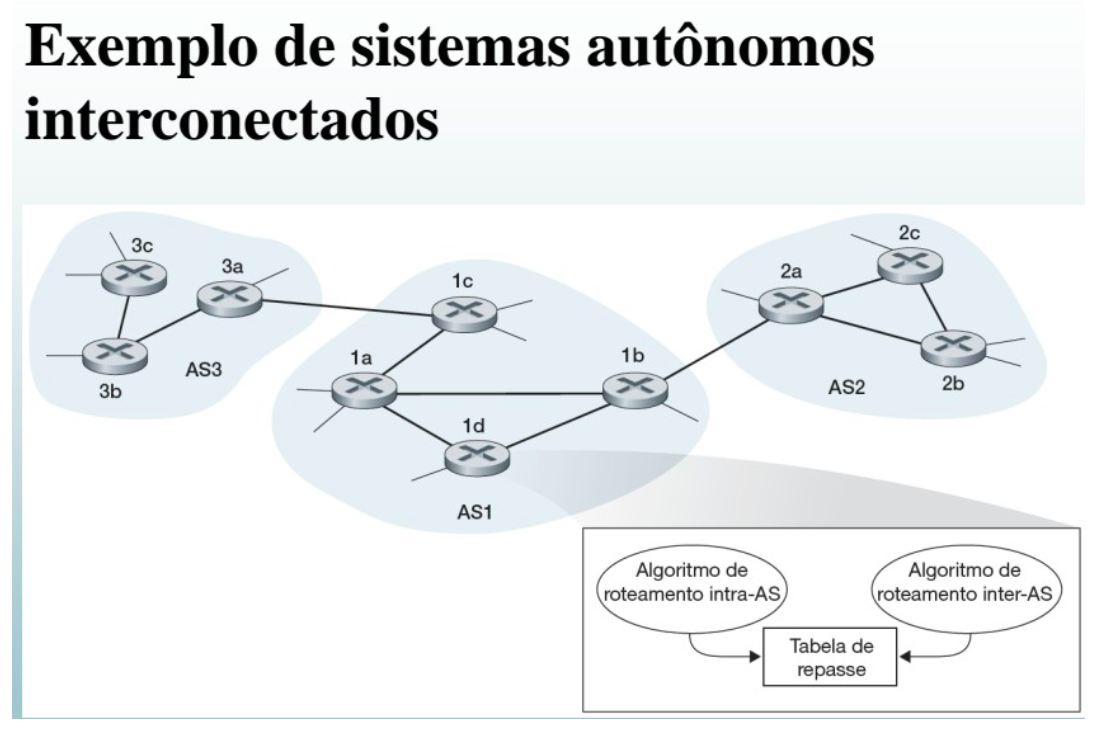 Exemplo de sistemas autônomos
interconectados
3c
3a
3b
AS3
1c
1a
1b
1d
AS1
2c
2a
2b
AS2
Algoritmo de
roteamento intra-AS
Algoritmo de
roteamento inter-AS
Tabela de
repasse